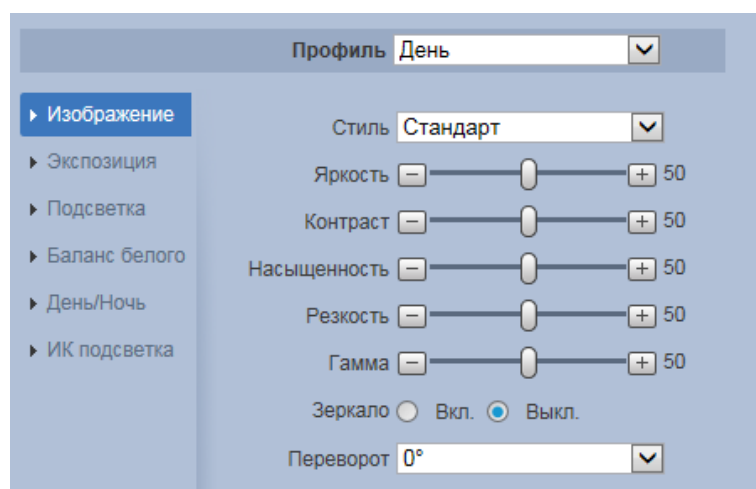 Профиль День
Изображение
Экспозиция
Подсветка
Баланс белого
День/Ночь
ИК подсветка
Стиль Стандарт
Яркость 50
Контраст 50
Насыщенность 50
Резкость 50
Гамма 50
Зеркало Вкл. Выкл.
Переворот 0°